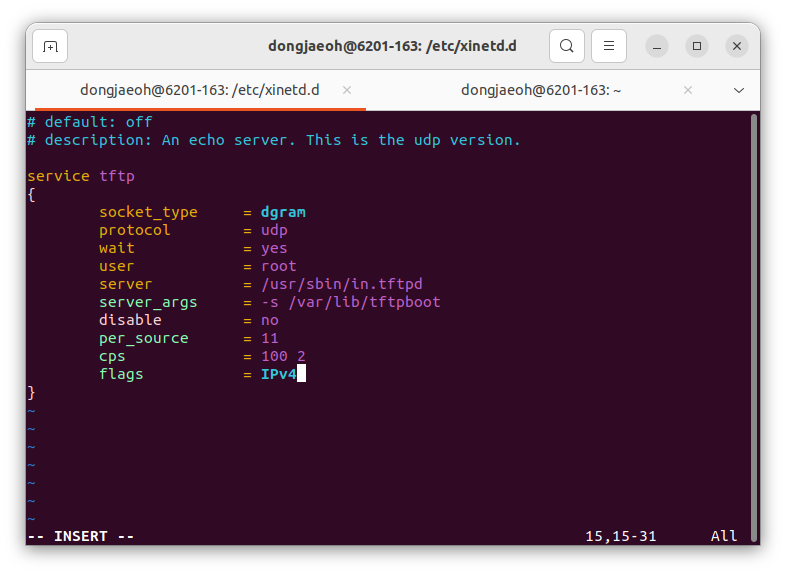 dongjaeoh@6201-163: /etc/xinetd.d
dongjaeoh@6201-163: /etc/xinetd.d
dongjaeoh@6201-163: ~
# default: off
# description: An echo server. This is the udp version.
service tftp
{
socket_type = dgram
protocol = udp
wait = yes
user = root
server = /usr/sbin/in.tftpd
server_args = -s /var/lib/tftpboot
disable = no
per_source = 11
cps = 100 2
flags = IPv4
}
~
~
~
~
~
~
~
-- INSERT -- 15,15-31 All